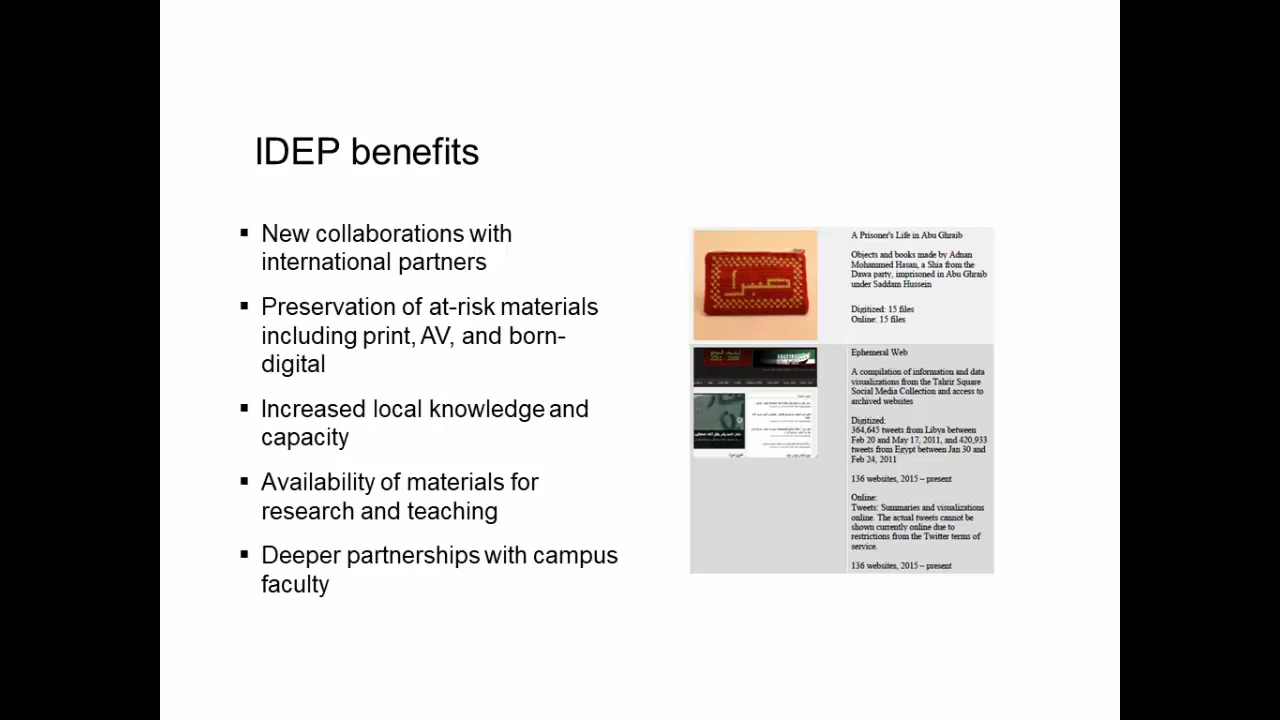 IDEP benefits
▪ New collaborations with
international partners
▪ Preservation of at-risk materials
including print, AV, and born-
digital
▪ Increased local knowledge and
capacity
▪ Availability of materials for
research and teaching
▪ Deeper partnerships with campus
faculty
صبرا
A Prisoner's Life in Abu Ghraib
Objects and books made by Adnan
Mohammed Hasan, a Shia from the
Dawa party, imprisoned in Abu Ghraib
under Saddam Hussein
Digitized: 15 files
Online: 15 files
Ephemeral Web
A compilation of information and data
visualizations from the Tahrir Square
Social Media Collection and access to
archived websites
Digitized:
364,645 tweets from Libya between
Feb 20 and May 17, 2011, and 420,933
tweets from Egypt between Jan 30 and
Feb 24, 2011
136 websites, 2015 – present
Online:
Tweets: Summaries and visualizations
online. The actual tweets cannot be
shown currently online due to
restrictions from the Twitter terms of
service.
136 websites, 2015 – present